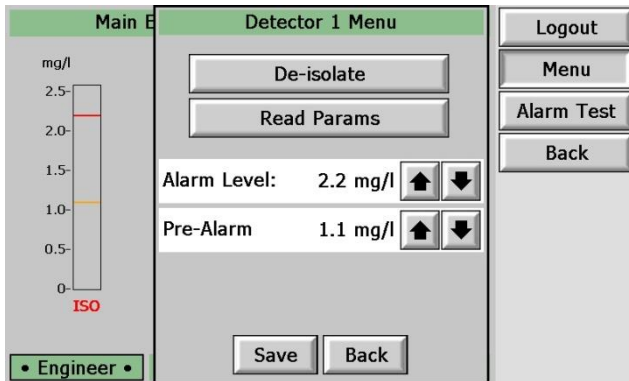 Main E
mg/l
2.5-
2.0-
1.5-
1.0-
0.5-
0-
ISO
• Engineer •
Detector 1 Menu
De-isolate
Read Params
Alarm Level: 2.2 mg/l
Pre-Alarm 1.1 mg/l
Save Back
Logout
Menu
Alarm Test
Back